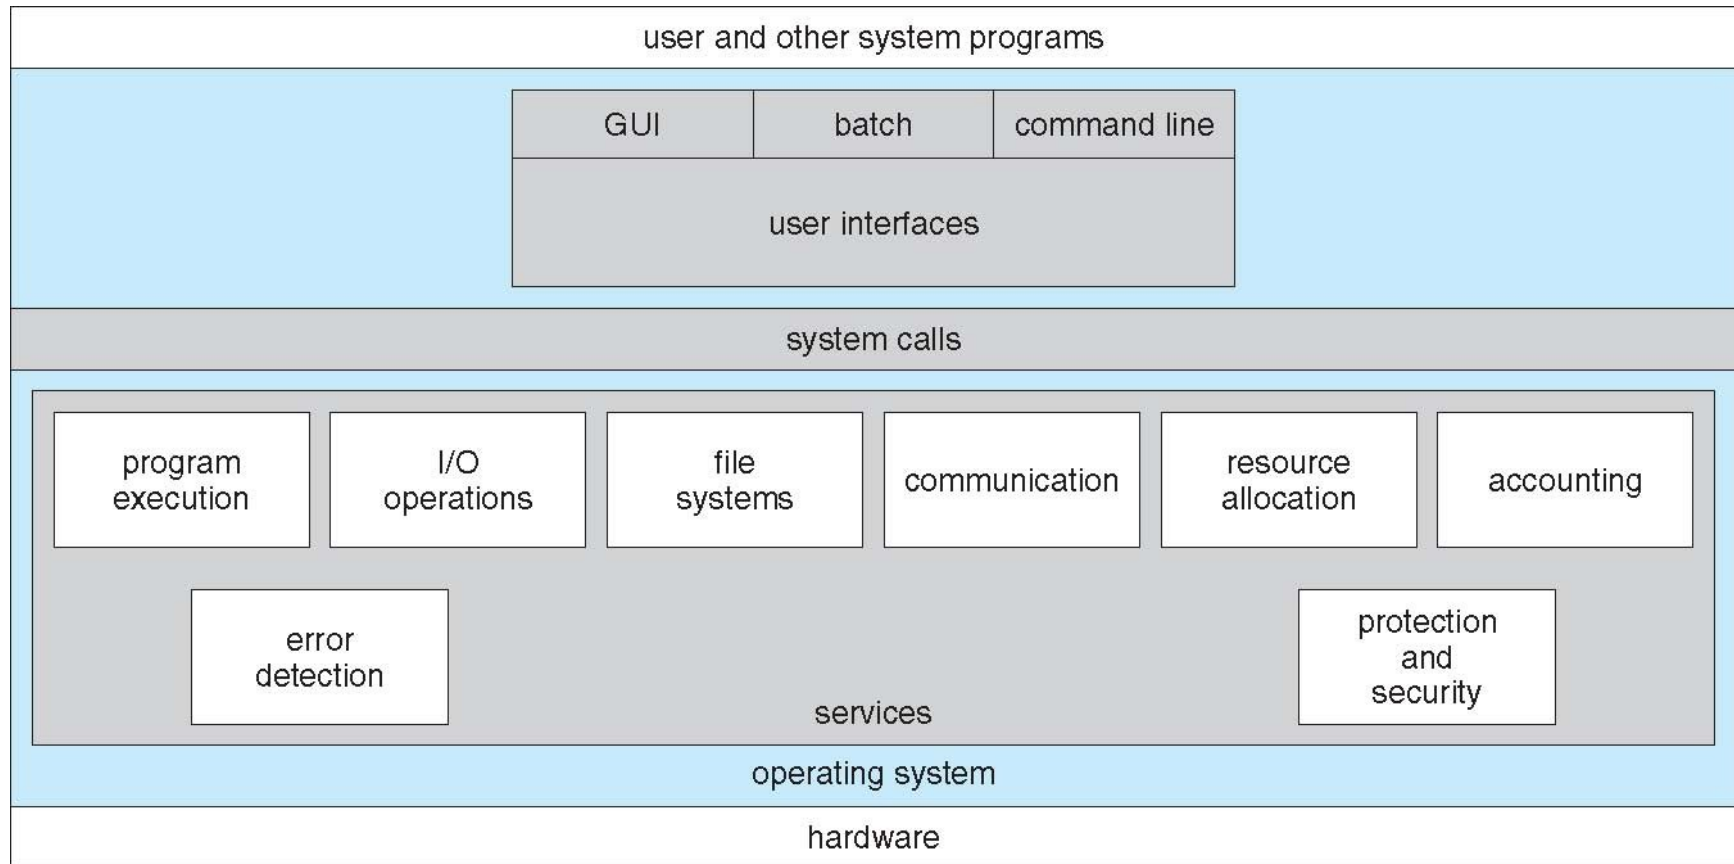 user and other system programs
GUI
batch
command line
user interfaces
system calls
program
execution
I/O
operations
file
systems
communication
resource
allocation
accounting
error
detection
protection
and
security
services
operating system
hardware